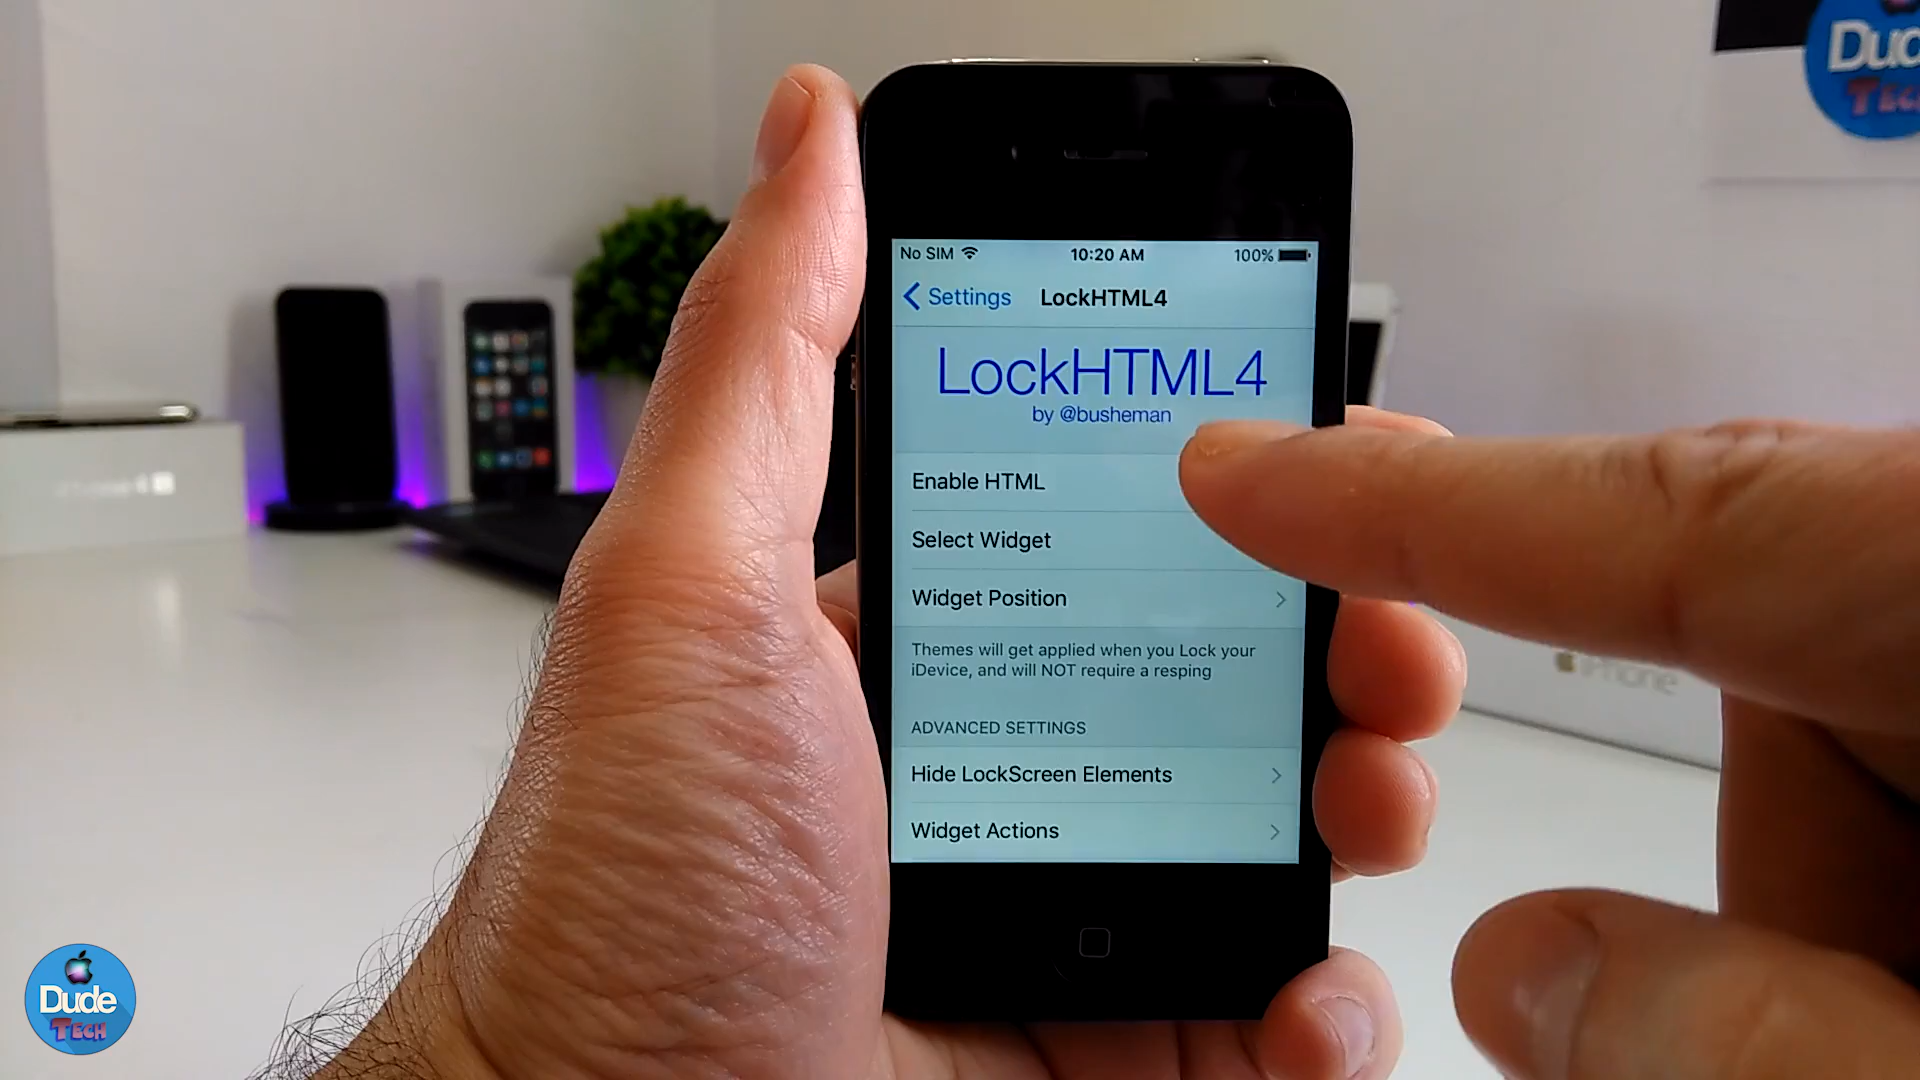 No SIM
10:20 AM
100%
Settings
LockHTML4
LockHTML4
by @busheman
Enable HTML
Select Widget
Widget Position
Themes will get applied when you Lock your
iDevice, and will NOT require a resping
ADVANCED SETTINGS
Hide LockScreen Elements
Widget Actions
iPhone
Dude
TECH